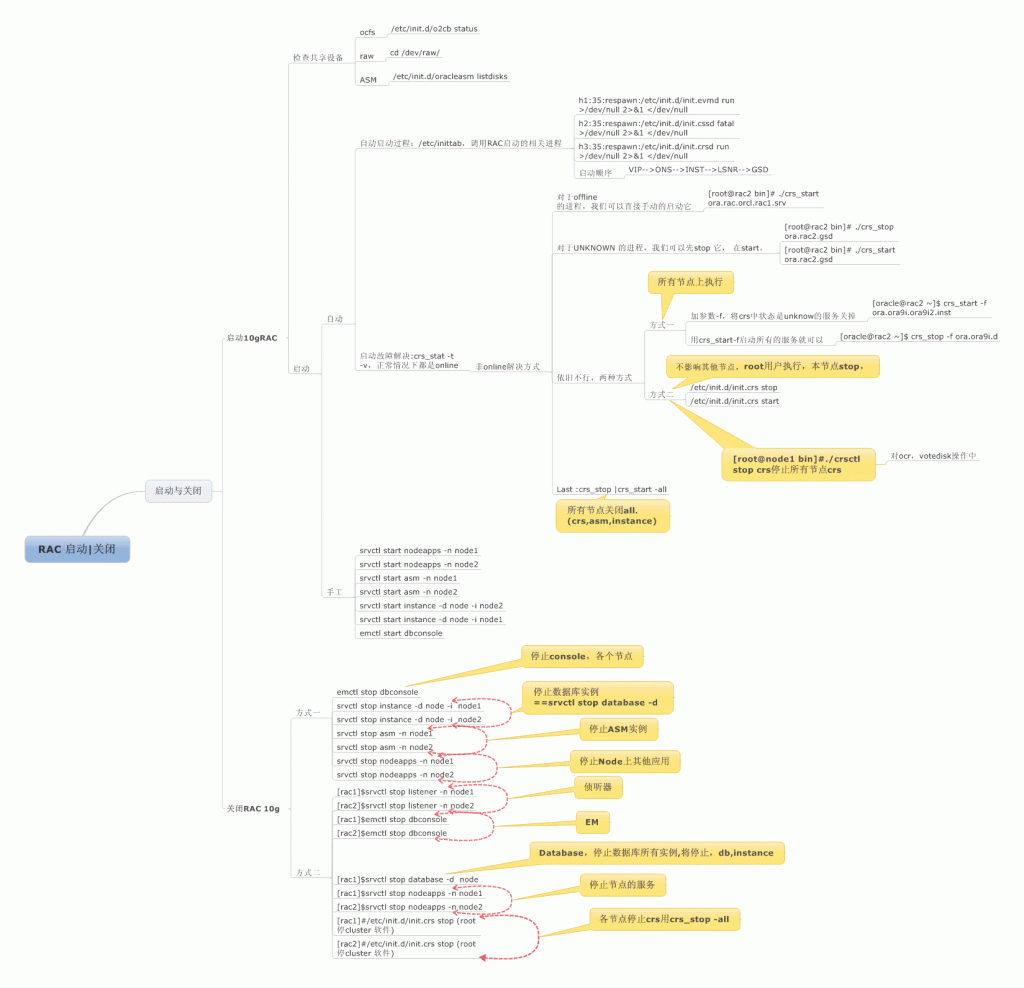 RAC 启动|关闭
启动与关闭
启动10gRAC
检查共享设备
ocfs
/etc/init.d/o2cb status
raw
cd /dev/raw/
ASM
/etc/init.d/oracleasm listdisks
启动
自动
自动启动过程：/etc/inittab，调用RAC启动的相关进程
h1:35:respawn:/etc/init.d/init.evmd run
>/dev/null 2>&1 </dev/null
h2:35:respawn:/etc/init.d/init.cssd fatal
>/dev/null 2>&1 </dev/null
h3:35:respawn:/etc/init.d/init.crsd run
>/dev/null 2>&1 </dev/null
启动顺序
VIP-->ONS-->INST-->LSNR-->GSD
启动故障解决:crs_stat -t
-v，正常情况下都是online
非online解决方式
对于offline
的进程，我们可以直接手动的启动它
[root@rac2 bin]# ./crs_start
ora.rac.orcl.rac1.srv
对于UNKNOWN 的进程，我们可以先stop 它， 在start。
[root@rac2 bin]# ./crs_stop
ora.rac2.gsd
[root@rac2 bin]# ./crs_start
ora.rac2.gsd
依旧不行，两种方式
所有节点上执行
方式一
加参数-f，将crs中状态是unknow的服务关掉
[oracle@rac2 ~]$ crs_start -f
ora.ora9i.ora9i2.inst
用crs_start-f启动所有的服务就可以
[oracle@rac2 ~]$ crs_stop -f ora.ora9i.d
不影响其他节点，root用户执行，本节点stop，
方式二
/etc/init.d/init.crs stop
/etc/init.d/init.crs start
[root@node1 bin]#./crsctl
stop crs停止所有节点crs
对ocr，votedisk操作中
Last :crs_stop |crs_start -all
所有节点关闭all.
(crs,asm,instance)
手工
srvctl start nodeapps -n node1
srvctl start nodeapps -n node2
srvctl start asm -n node1
srvctl start asm -n node2
srvctl start instance -d node -i node2
srvctl start instance -d node -i node1
emctl start dbconsole
关闭RAC 10g
方式一
停止console，各个节点
emctl stop dbconsole
srvctl stop instance -d node -i  node1
srvctl stop instance -d node -i  node2
停止数据库实例
==srvctl stop database -d
srvctl stop asm -n node1
srvctl stop asm -n node2
停止ASM实例
srvctl stop nodeapps -n node1
srvctl stop nodeapps -n node2
停止Node上其他应用
方式二
[rac1]$srvctl stop listener -n node1
[rac2]$srvctl stop listener -n node2
侦听器
[rac1]$emctl stop dbconsole
[rac2]$emctl stop dbconsole
EM
Database，停止数据库所有实例,将停止，db,instance
[rac1]$srvctl stop database -d  node
[rac1]$srvctl stop nodeapps -n node1
[rac2]$srvctl stop nodeapps -n node2
停止节点的服务
[rac1]#/etc/init.d/init.crs stop (root
停cluster 软件)
[rac2]#/etc/init.d/init.crs stop (root
停cluster 软件)
各节点停止crs用crs_stop -all